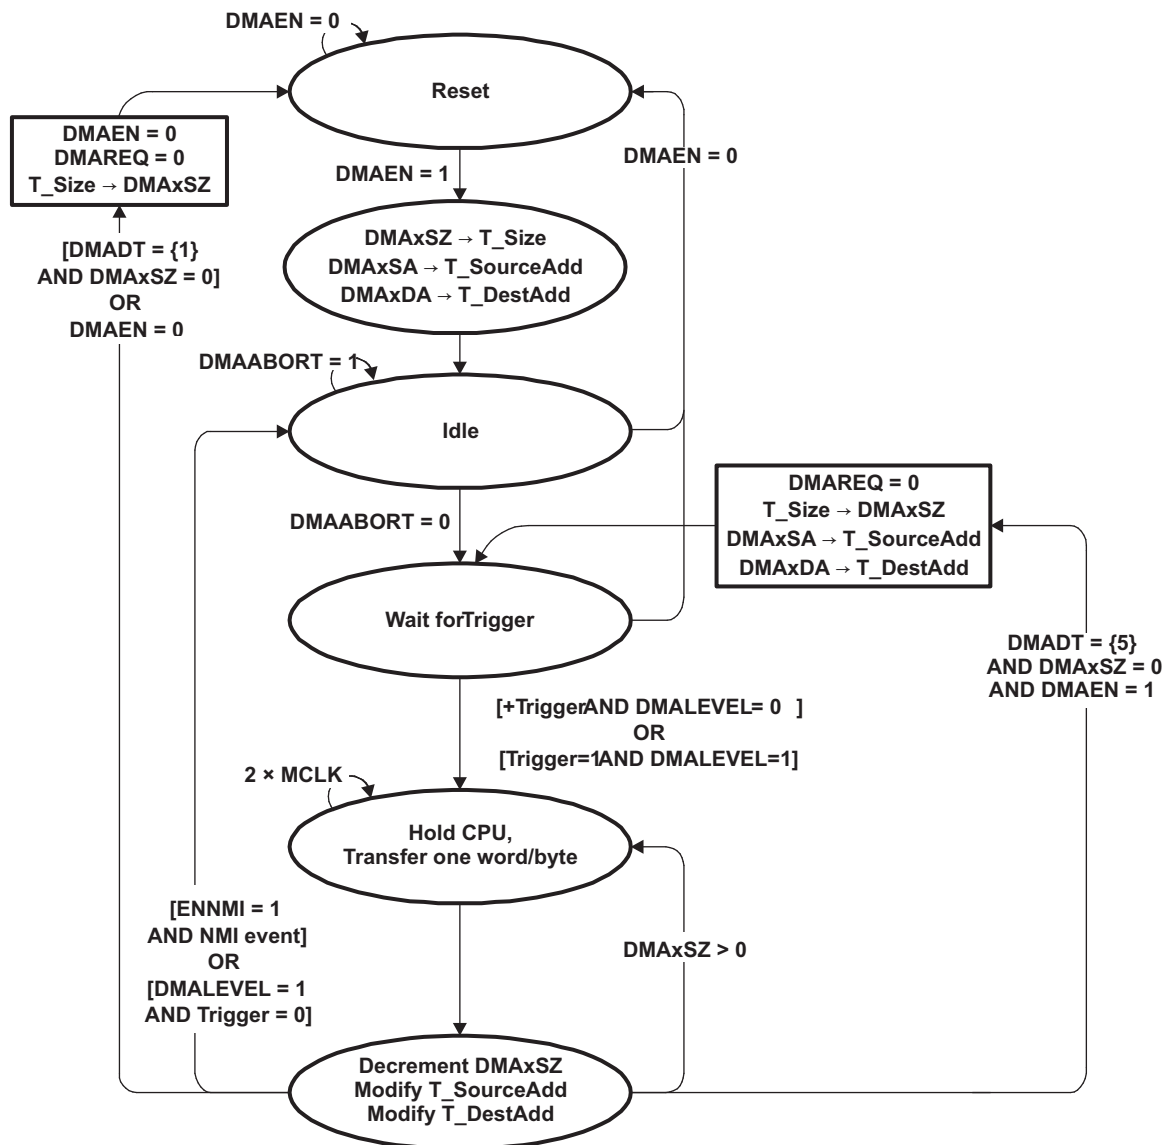 DMAEN = 0
Reset
DMAEN = 0
DMAREQ = 0
T_Size → DMAxSZ
DMAEN = 0
DMAEN = 1
DMAxSZ → T_Size
DMAxSA → T_SourceAdd
DMAxDA → T_DestAdd
[DMADT = {1}
AND DMAxSZ = 0]
OR
DMAEN = 0
DMAABORT = 1
Idle
DMAABORT = 0
DMAREQ = 0
T_Size → DMAxSZ
DMAxSA → T_SourceAdd
DMAxDA → T_DestAdd
Wait forTrigger
DMADT = {5}
AND DMAxSZ = 0
AND DMAEN = 1
[+TriggerAND DMALEVEL= 0 ]
OR
[Trigger=1AND DMALEVEL=1]
2 × MCLK
Hold CPU,
Transfer one word/byte
[ENNMI = 1
AND NMI event]
OR
[DMALEVEL = 1
AND Trigger = 0]
DMAxSZ > 0
Decrement DMAxSZ
Modify T_SourceAdd
Modify T_DestAdd